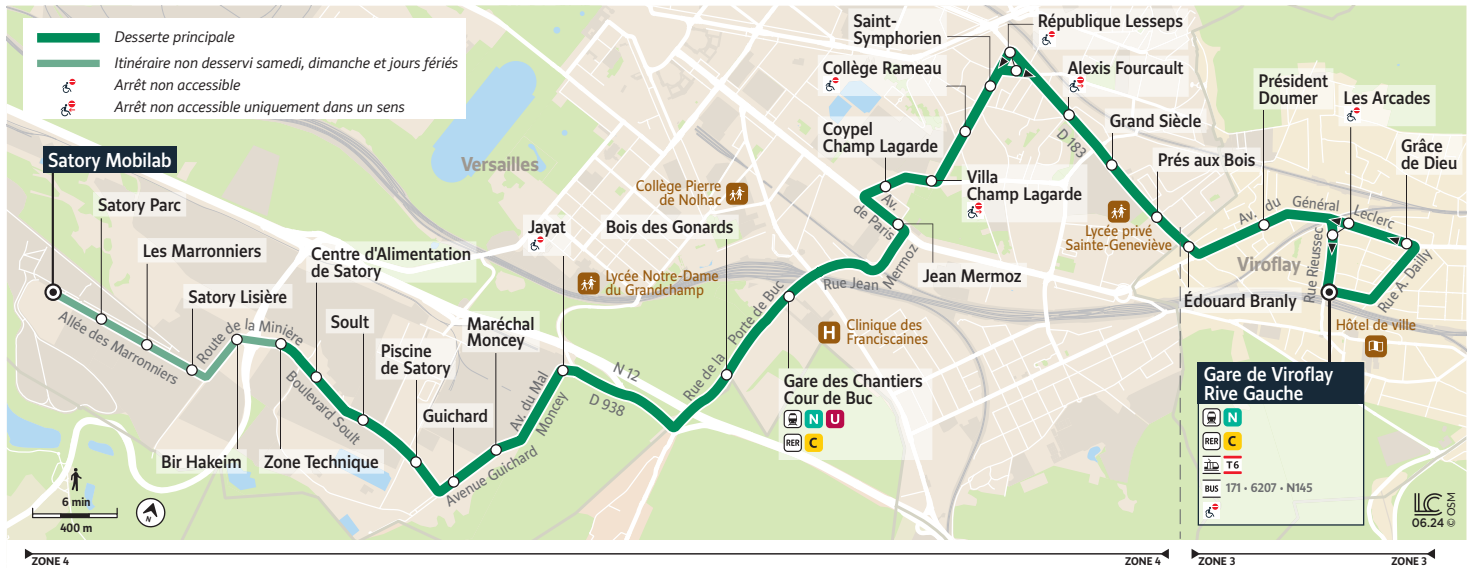 Desserte principale
Itinéraire non desservi samedi, dimanche et jours fériés
Arrêt non accessible
Arrêt non accessible uniquement dans un sens
Saint-
Symphorien
République Lesseps
Collège Rameau
Alexis Fourcault
Président
Doumer
Les Arcades
Coypel
Champ Lagarde
D 183
Grand Siècle
Grâce
de Dieu
Satory Mobilab
Versailles
Prés aux Bois
Villa
Champ Lagarde
Collège Pierre
de Nolhac
Av.
de Paris
Av. du Général Leclerc
Satory Parc
Jayat
Bois des Gonards
Lycée privé
Sainte-Geneviève
Les Marronniers
Centre d'Alimentation
de Satory
Viroflay
Rue Rieussec
Rue A. Dailly
Lycée Notre-Dame
du Grandchamp
Rue Jean Mermoz
Jean Mermoz
Satory Lisière
Édouard Branly
Allée des Marronniers
Route de la Minière
Soult
Maréchal
Moncey
Rue de la Porte de Buc
H
Clinique des
Franciscaines
Hôtel de ville
Piscine
de Satory
N 12
D 938
Boulevard Soult
Av. du Mal
Moncey
Gare des Chantiers
Cour de Buc
N U
RER C
Gare de Viroflay
Rive Gauche
N
RER C
T6
BUS 171 • 6207 • N145
Guichard
Avenue Guichard
Bir Hakeim
Zone Technique
6 min
400 m
N
LC
06.24 © OSM
ZONE 4
ZONE 4
ZONE 3
ZONE 3